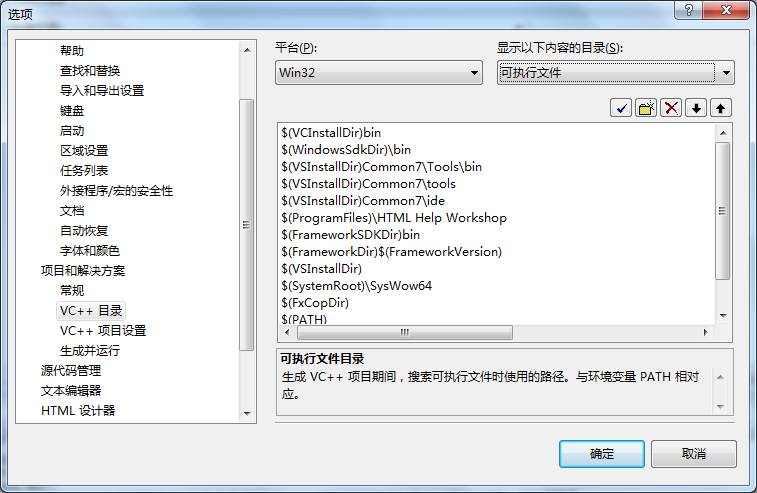 选项
帮助
查找和替换
导入和导出设置
键盘
启动
区域设置
任务列表
外接程序/宏的安全性
文档
自动恢复
字体和颜色
项目和解决方案
常规
VC++ 目录
VC++ 项目设置
生成并运行
源代码管理
文本编辑器
HTML 设计器
平台(P):
Win32
显示以下内容的目录(S):
可执行文件
$(VCInstallDir)bin
$(WindowsSdkDir)\bin
$(VSInstallDir)Common7\Tools\bin
$(VSInstallDir)Common7\tools
$(VSInstallDir)Common7\ide
$(ProgramFiles)\HTML Help Workshop
$(FrameworkSDKDir)bin
$(FrameworkDir)$(FrameworkVersion)
$(VSInstallDir)
$(SystemRoot)\SysWow64
$(FxCopDir)
$(PATH)
可执行文件目录
生成 VC++ 项目期间，搜索可执行文件时使用的路径。与环境变量 PATH 相对
应。
确定
取消